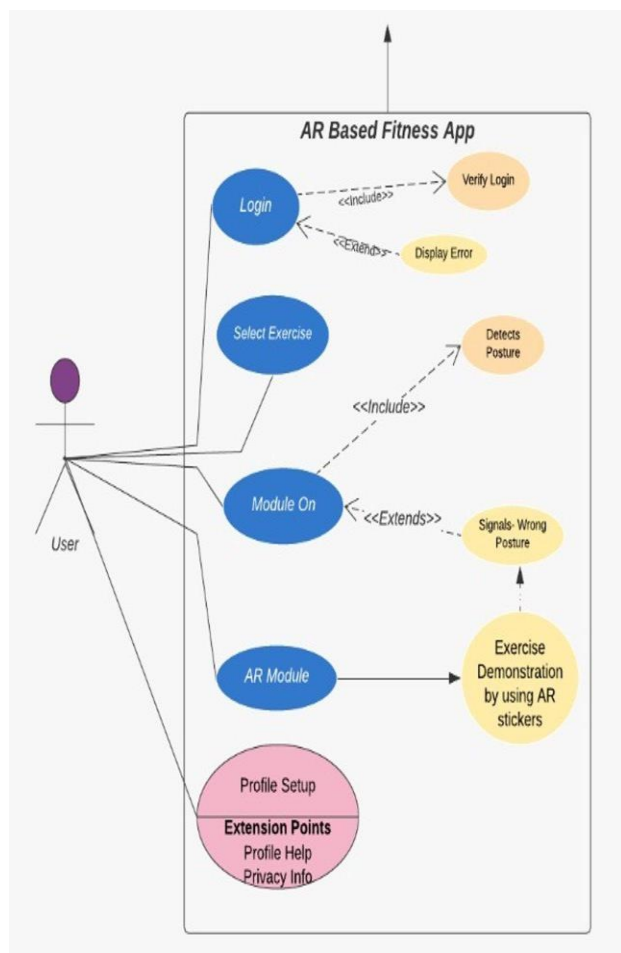 AR Based Fitness App
Login
<<Include>>
Verify Login
<<Extend>>
Display Error
Select Exercise
Detects
Posture
<<Include>>
Module On
<<Extends>>
Signals- Wrong
Posture
User
AR Module
Exercise
Demonstration
by using AR
stickers
Profile Setup
Extension Points
Profile Help
Privacy Info